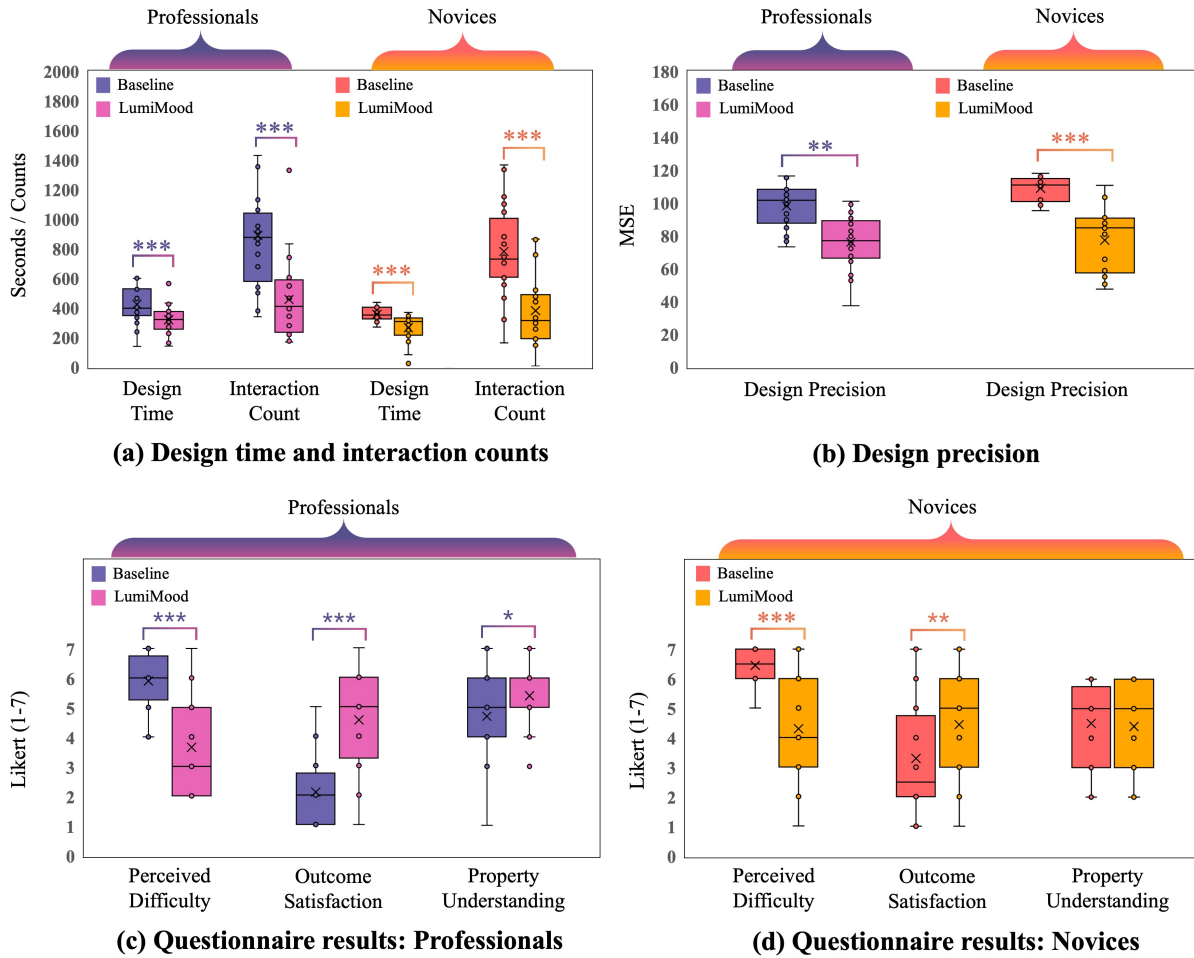 Professionals
Novices
2000
1800
1600
1400
1200
1000
800
600
400
200
0
Seconds / Counts
Baseline
LumiMood
Baseline
LumiMood
***
***
***
***
Design
Time
Interaction
Count
Design
Time
Interaction
Count
(a) Design time and interaction counts
Professionals
Novices
180
160
140
120
100
80
60
40
20
0
MSE
Baseline
LumiMood
Baseline
LumiMood
**
***
Design Precision
Design Precision
(b) Design precision
Professionals
Baseline
LumiMood
***
***
*
7
6
5
4
3
2
1
0
Likert (1-7)
Perceived
Difficulty
Outcome
Satisfaction
Property
Understanding
(c) Questionnaire results: Professionals
Novices
Baseline
LumiMood
***
**
7
6
5
4
3
2
1
0
Likert (1-7)
Perceived
Difficulty
Outcome
Satisfaction
Property
Understanding
(d) Questionnaire results: Novices